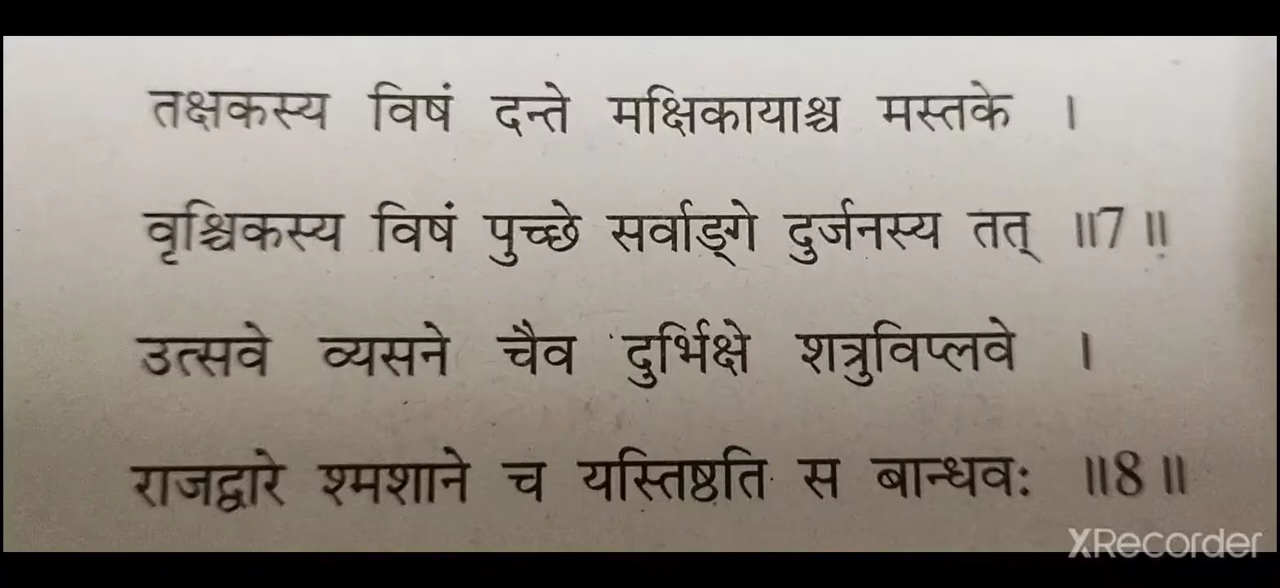 तक्षकस्य विषं दन्ते मक्षिकायाश्च मस्तके ।
वृश्चिकस्य विषं पुच्छे सर्वाङ्गे दुर्जनस्य तत् ॥7॥
उत्सवे व्यसने चैव दुर्भिक्षे शत्रुविप्लवे ।
राजद्वारे श्मशाने च यस्तिष्ठति स बान्धवः ॥8॥
XRecorder